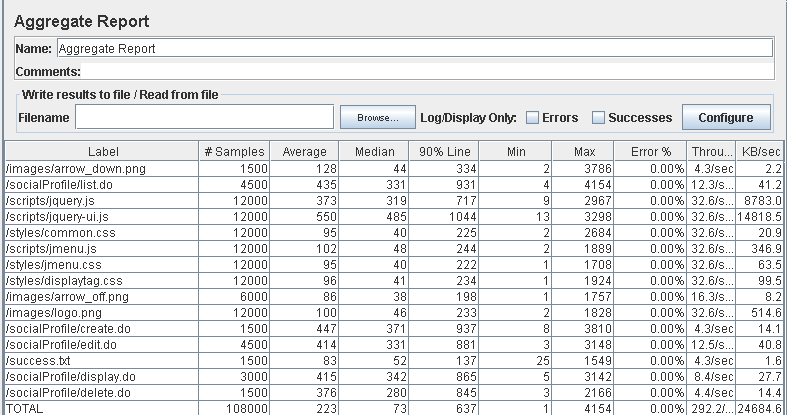 Aggregate Report
Name: Aggregate Report
Comments:
Write results to file / Read from file
Filename Browse... Log/Display Only: Errors Successes Configure
Label # Samples Average Median 90% Line Min Max Error % Throu... KB/sec
/images/arrow_down.png 1500 128 44 334 2 3786 0.00% 4.3/sec 2.2
/socialProfile/list.do 4500 435 331 931 4 4154 0.00% 12.3/s... 41.2
/scripts/jquery.js 12000 373 319 717 9 2967 0.00% 32.6/s... 8783.0
/scripts/jquery-ui.js 12000 550 485 1044 13 3298 0.00% 32.6/s... 14818.5
/styles/common.css 12000 95 40 225 2 2684 0.00% 32.6/s... 20.9
/scripts/jmenu.js 12000 102 48 244 2 1889 0.00% 32.6/s... 346.9
/styles/jmenu.css 12000 95 40 222 1 1708 0.00% 32.6/s... 63.5
/styles/displaytag.css 12000 96 41 234 1 1924 0.00% 32.6/s... 99.5
/images/arrow_off.png 6000 86 38 198 1 1757 0.00% 16.3/s... 8.2
/images/logo.png 12000 100 46 233 2 1828 0.00% 32.6/s... 514.6
/socialProfile/create.do 1500 447 371 937 8 3810 0.00% 4.3/sec 14.1
/socialProfile/edit.do 4500 414 331 881 3 3148 0.00% 12.5/s... 40.8
/success.txt 1500 83 52 137 25 1549 0.00% 4.3/sec 1.6
/socialProfile/display.do 3000 415 342 865 5 3142 0.00% 8.4/sec 27.7
/socialProfile/delete.do 1500 376 280 845 3 2166 0.00% 4.4/sec 14.4
TOTAL 108000 223 73 637 1 4154 0.00% 292.2/... 24684.6